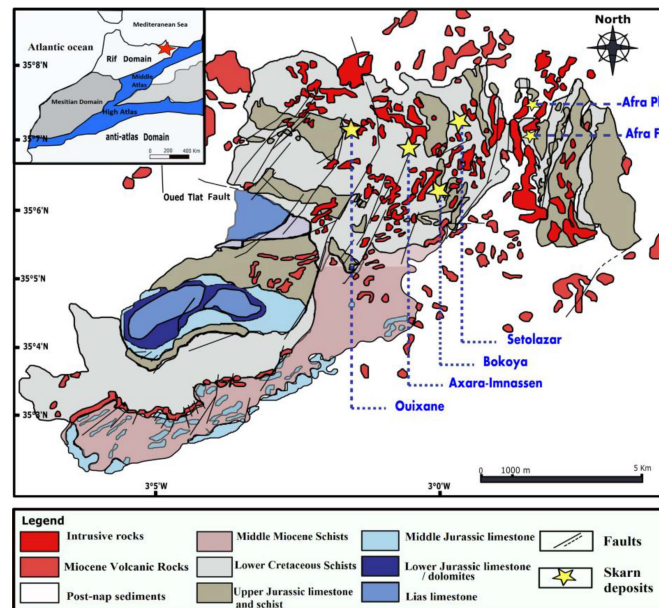 Mediterranean Sea
North
Atlantic ocean
Rif Domain
Middle
Atlas
Mesitian Domain
High Atlas
anti-atlas Domain
0 200 400 Km
35°8'N
35°6'N
35°5'N
35°4'N
35°3'N
Oued Tlat Fault
Afra
Afra
Setolazar
Bokoya
Axara-Imnassen
Ouixane
0 1000 m 5 Km
3°5'W
3°0'W
Legend
Intrusive rocks
Miocene Volcanic Rocks
Post-nap sediments
Middle Miocene Schists
Lower Cretaceous Schists
Upper Jurassic limestone
and schist
Middle Jurassic limestone
Lower Jurassic limestone
/ dolomites
Lias limestone
Faults
Skarn
deposits